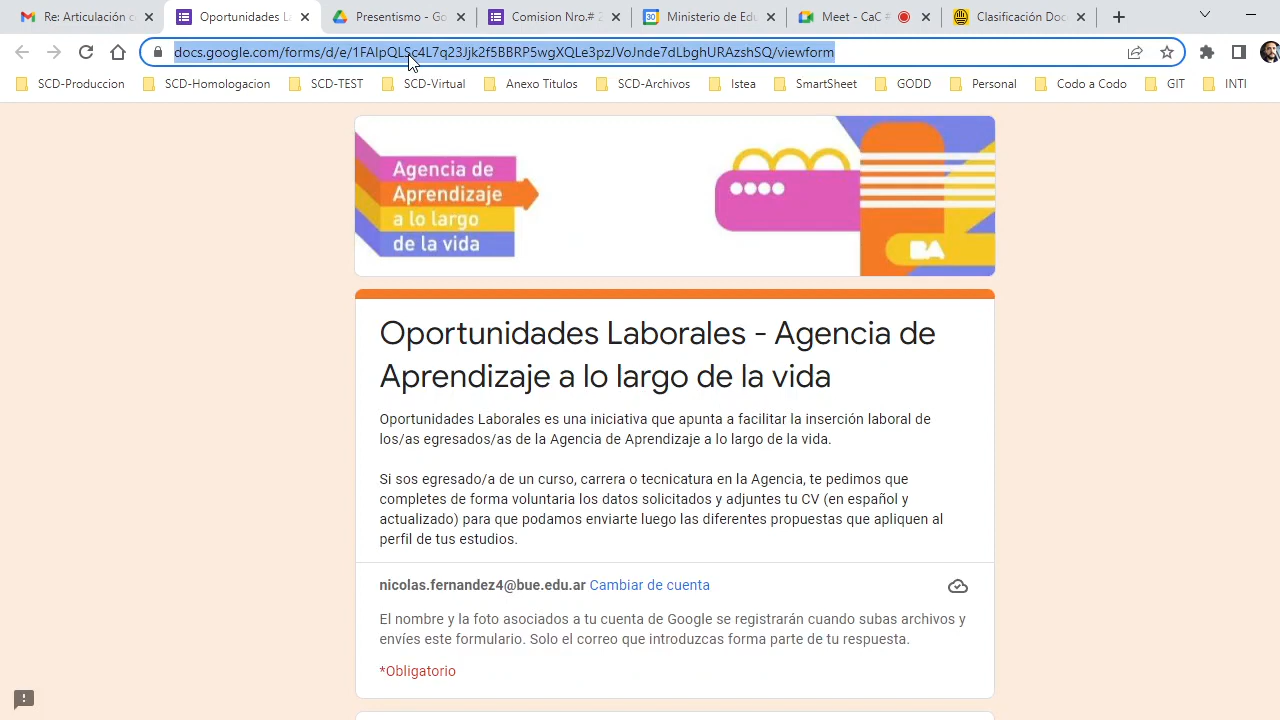 Re: Articulación c
Oportunidades L
Presentismo - Go
Comision Nro.# 2
Ministerio de Edu
Meet - CaC #
Clasificación Doc
docs.google.com/forms/d/e/1FAIpQLSc4L7q23Jjk2f5BBRP5wgXQLe3pzJVoJnde7dLbghURAzshSQ/viewform
SCD-Produccion
SCD-Homologacion
SCD-TEST
SCD-Virtual
Anexo Titulos
SCD-Archivos
Istea
SmartSheet
GODD
Personal
Codo a Codo
GIT
INTI
Agencia de
Aprendizaje
a lo largo
de la vida
BA
Oportunidades Laborales - Agencia de
Aprendizaje a lo largo de la vida
Oportunidades Laborales es una iniciativa que apunta a facilitar la inserción laboral de
los/as egresados/as de la Agencia de Aprendizaje a lo largo de la vida.
Si sos egresado/a de un curso, carrera o tecnicatura en la Agencia, te pedimos que
completes de forma voluntaria los datos solicitados y adjuntes tu CV (en español y
actualizado) para que podamos enviarte luego las diferentes propuestas que apliquen al
perfil de tus estudios.
nicolas.fernandez4@bue.edu.ar Cambiar de cuenta
El nombre y la foto asociados a tu cuenta de Google se registrarán cuando subas archivos y
envíes este formulario. Solo el correo que introduzcas forma parte de tu respuesta.
*Obligatorio